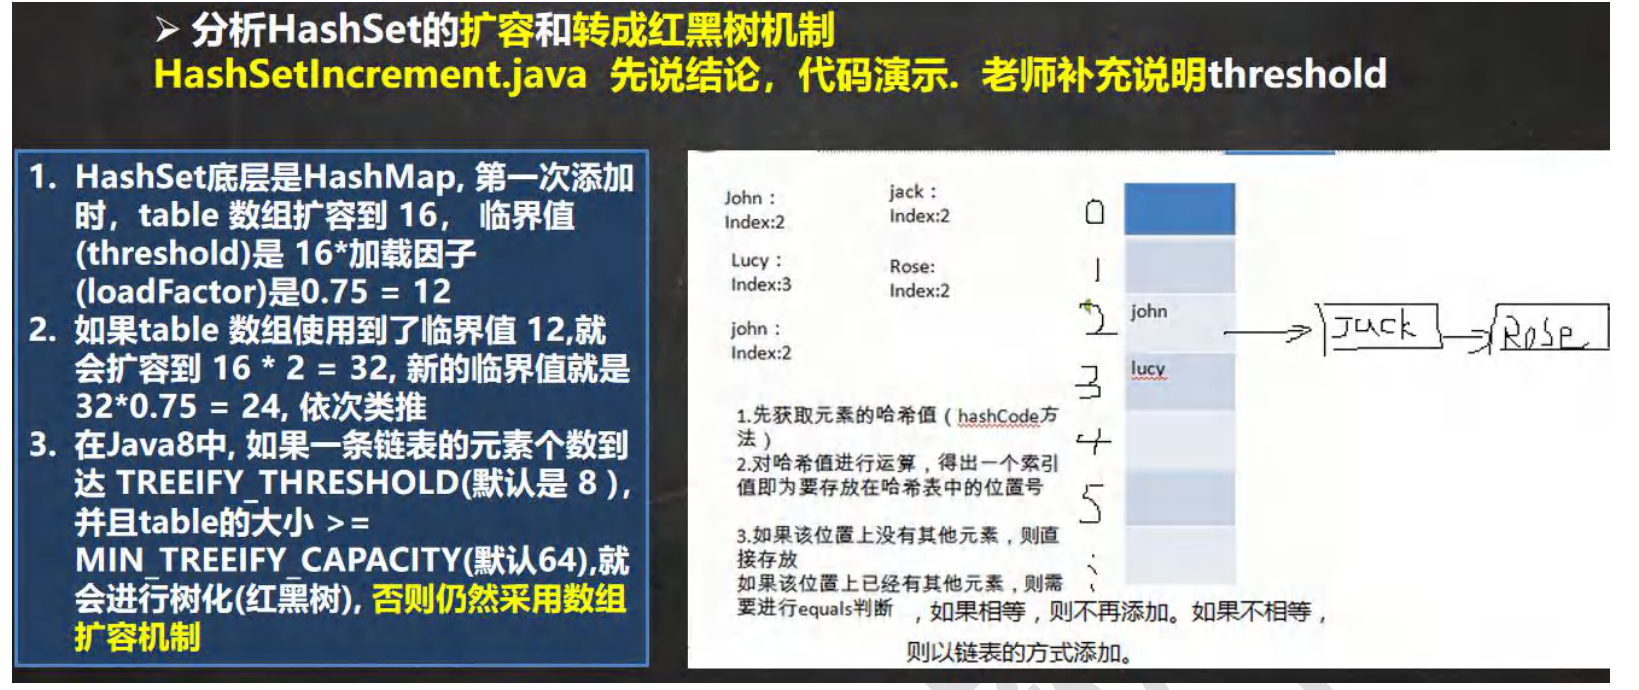 ➢ 分析HashSet的扩容和转成红黑树机制
HashSetIncrement.java 先说结论，代码演示. 老师补充说明threshold
1. HashSet底层是HashMap, 第一次添加
时，table 数组扩容到 16， 临界值
(threshold)是 16*加载因子
(loadFactor)是0.75 = 12
2. 如果table 数组使用到了临界值 12,就
会扩容到 16 * 2 = 32, 新的临界值就是
32*0.75 = 24, 依次类推
3. 在Java8中, 如果一条链表的元素个数到
达 TREEIFY_THRESHOLD(默认是 8 ),
并且table的大小 >=
MIN_TREEIFY_CAPACITY(默认64),就
会进行树化(红黑树), 否则仍然采用数组
扩容机制
John：
Index:2
jack：
Index:2
Lucy：
Index:3
Rose:
Index:2
john：
Index:2
0
1
2
3
4
5
john
lucy
Jack
Rose
1.先获取元素的哈希值（hashCode方
法）
2.对哈希值进行运算，得出一个索引
值即为要存放在哈希表中的位置号
3.如果该位置上没有其他元素，则直
接存放
如果该位置上已经有其他元素，则需
要进行equals判断 ，如果相等，则不再添加。如果不相等，
则以链表的方式添加。